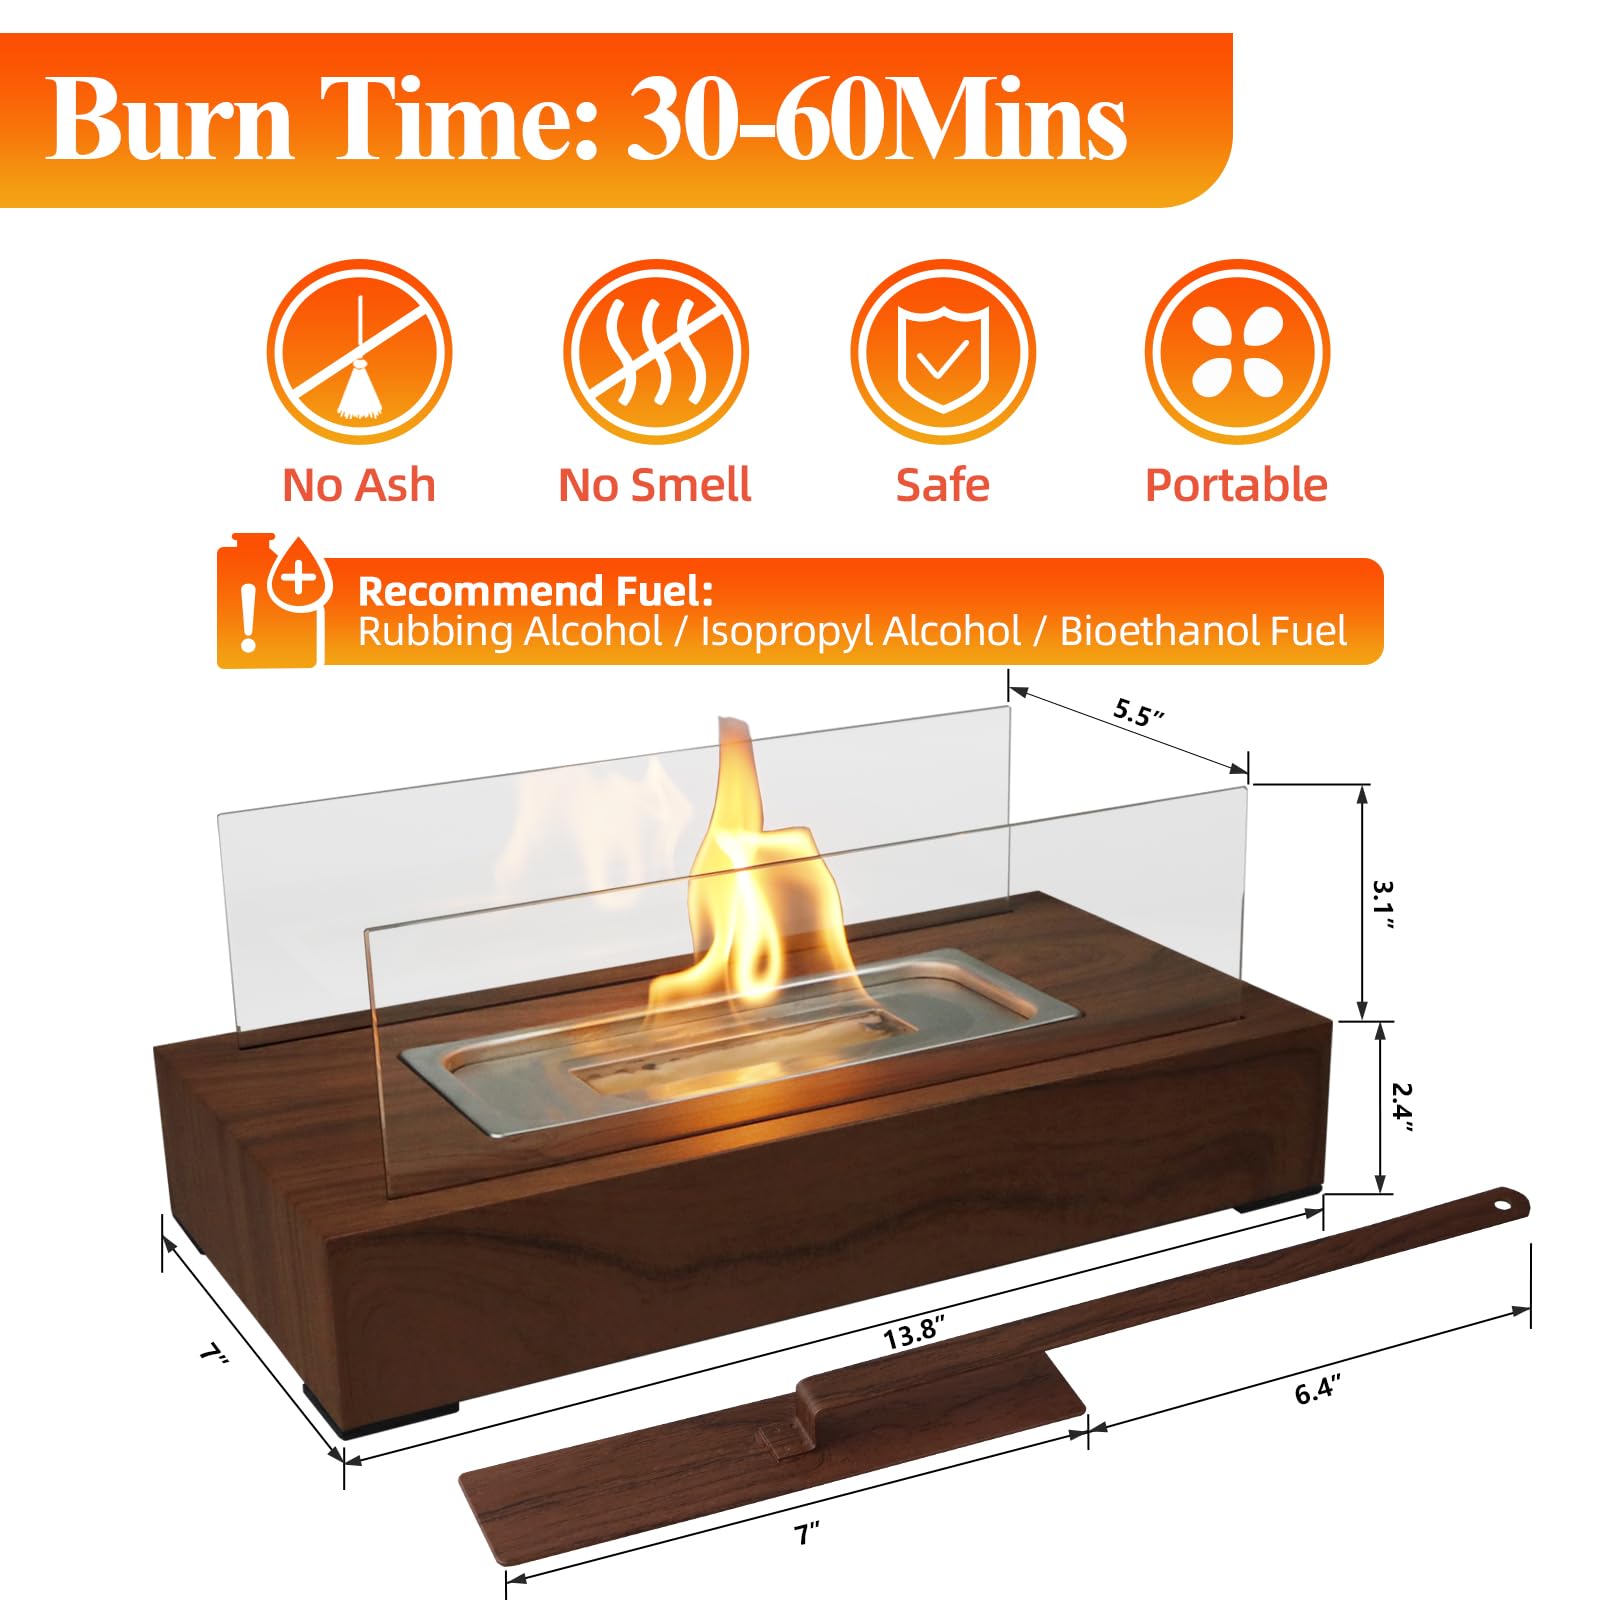 Burn Time: 30-60Mins
No Ash
No Smell
Safe
Portable
Recommend Fuel:
Rubbing Alcohol / Isopropyl Alcohol / Bioethanol Fuel
5.5"
3.1"
2.4"
7"
13.8"
6.4"
7"